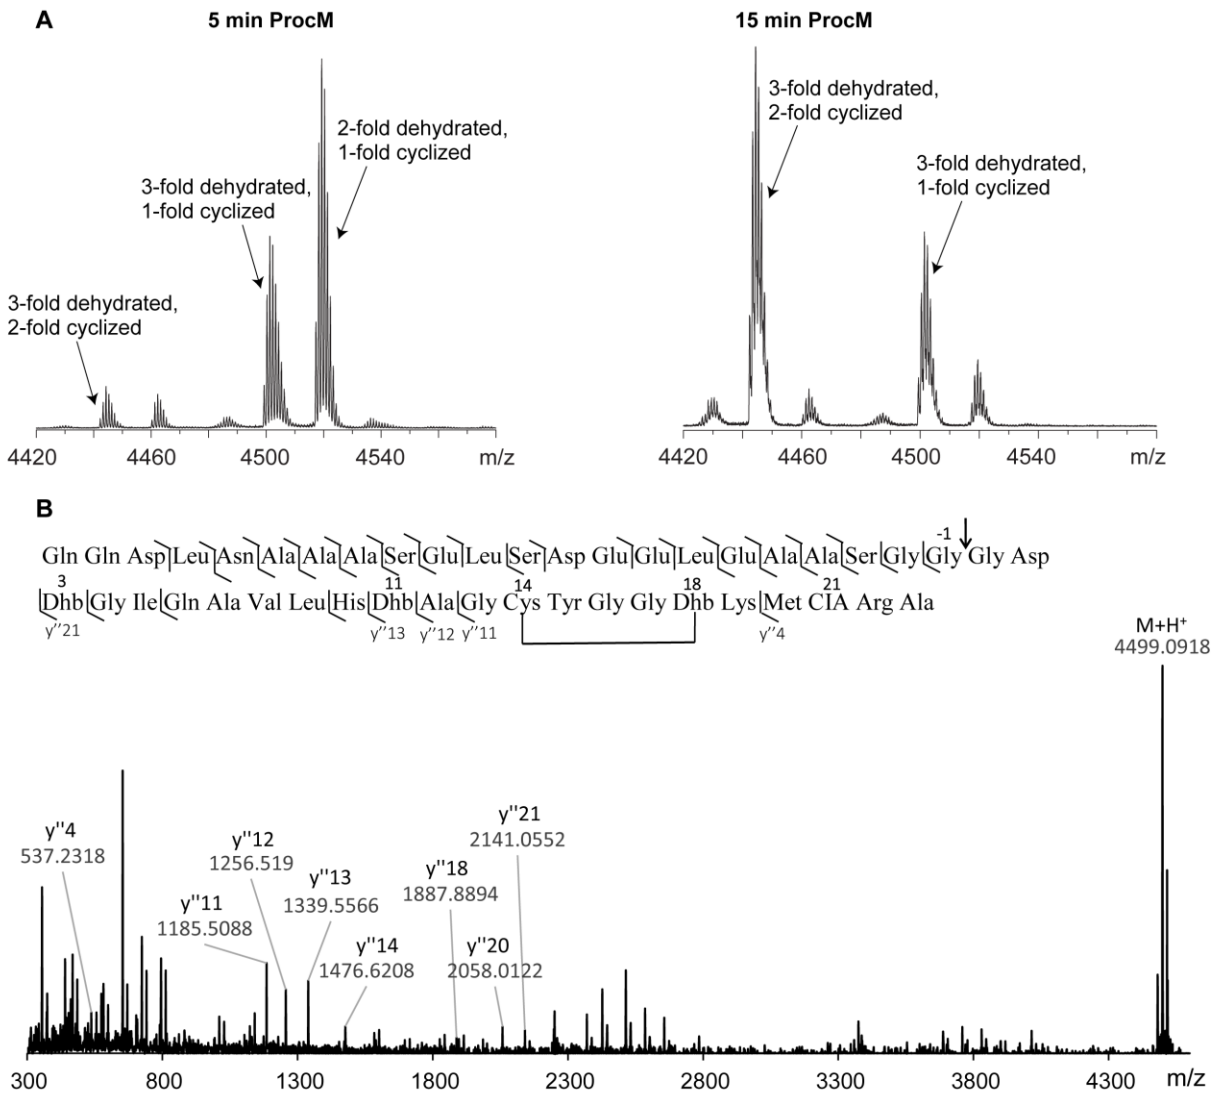 A
5 min ProcM
15 min ProcM
3-fold dehydrated,
2-fold cyclized
3-fold dehydrated,
1-fold cyclized
2-fold dehydrated,
1-fold cyclized
3-fold dehydrated,
2-fold cyclized
3-fold dehydrated,
1-fold cyclized
4420 4460 4500 4540 m/z
4420 4460 4500 4540 m/z
B
-1
Gln Gln Asp Leu Asn Ala Ala Ala Ser Glu Leu Ser Asp Glu Glu Leu Glu Ala Ala Ser Gly Gly Gly Asp
3 11 14 18 21
Dhb Gly Ile Gln Ala Val Leu His Dhb Ala Gly Cys Tyr Gly Gly Dhb Lys Met CIA Arg Ala
y''21 y''13 y''12 y''11 y''4
M+H+
4499.0918
y''4
537.2318
y''11
1185.5088
y''12
1256.519
y''13
1339.5566
y''14
1476.6208
y''18
1887.8894
y''20
2058.0122
y''21
2141.0552
300 800 1300 1800 2300 2800 3300 3800 4300 m/z